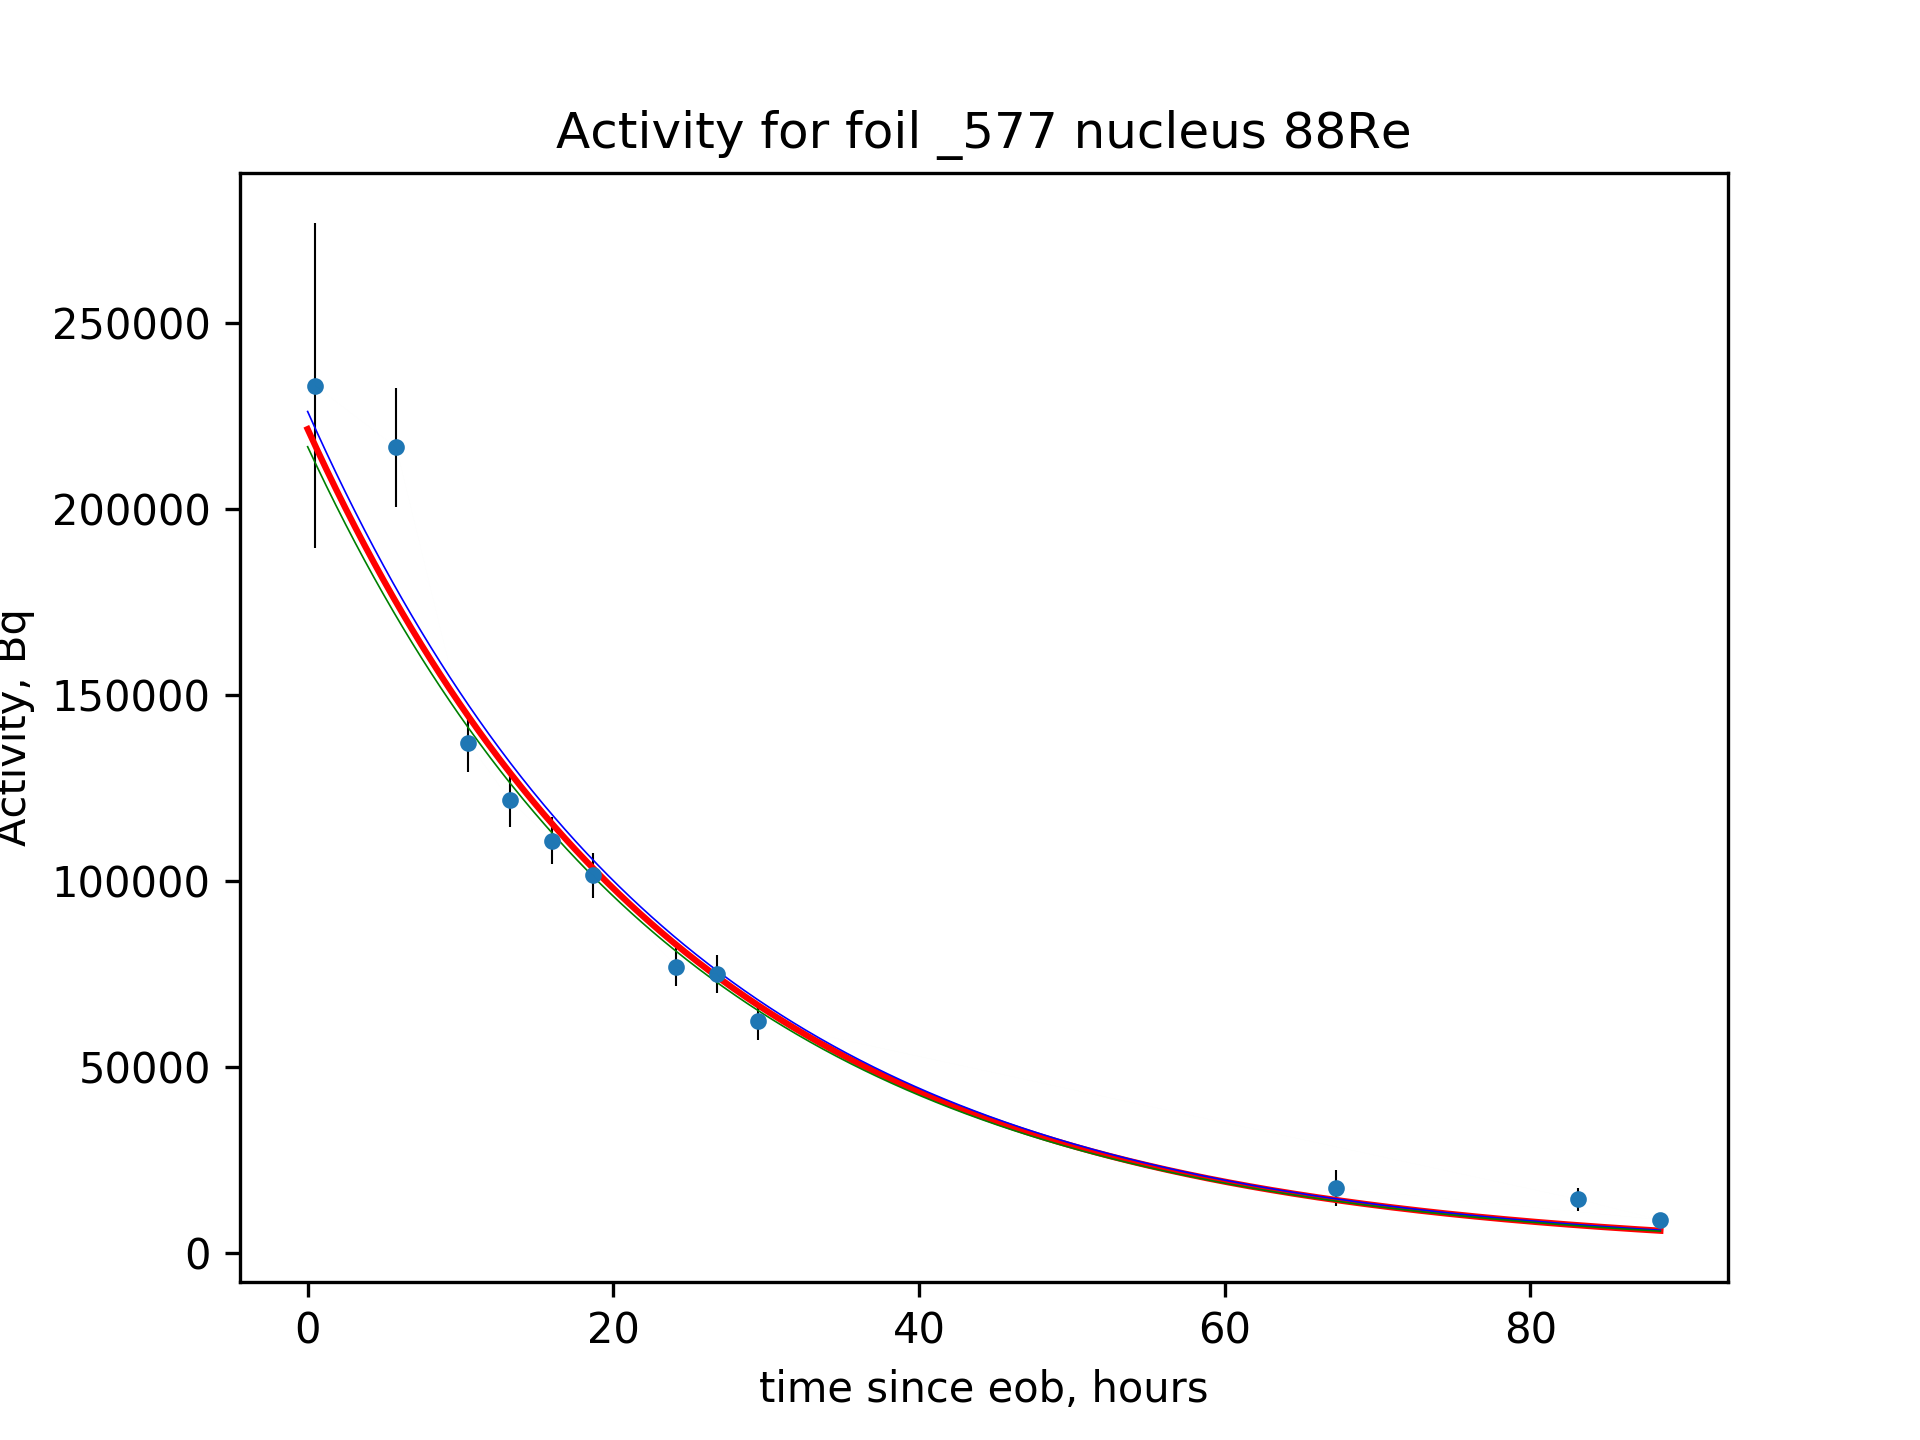 Activity for foil _577 nucleus 88Re
Activity, Bq
250000
200000
150000
100000
50000
0
0 20 40 60 80
time since eob, hours